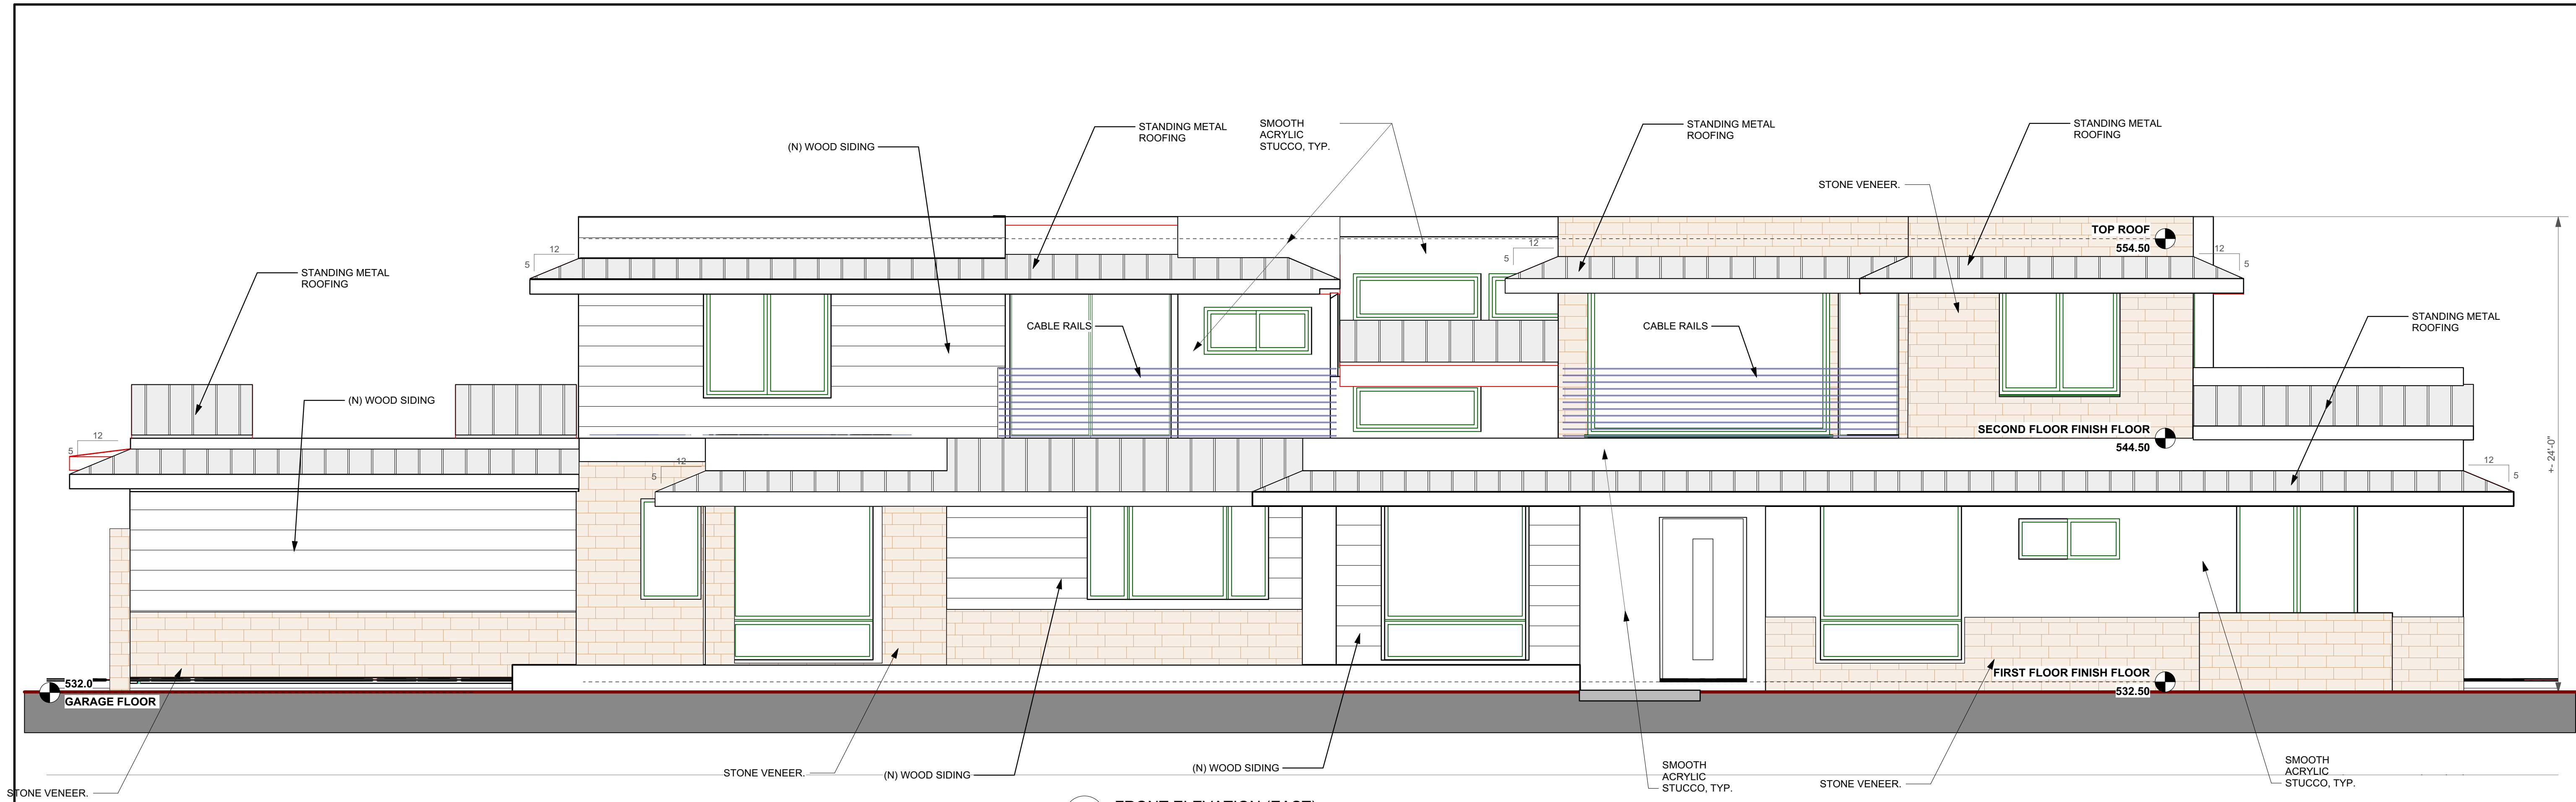 STANDING METAL
ROOFING
SMOOTH
ACRYLIC
STUCCO, TYP.
STANDING METAL
ROOFING
STANDING METAL
ROOFING
(N) WOOD SIDING
STONE VENEER.
TOP ROOF
554.50
12
5
12
5
12
5
STANDING METAL
ROOFING
CABLE RAILS
CABLE RAILS
STANDING METAL
ROOFING
(N) WOOD SIDING
SECOND FLOOR FINISH FLOOR
544.50
12
5
12
5
12
5
+- 24'-0"
532.0
GARAGE FLOOR
FIRST FLOOR FINISH FLOOR
532.50
STONE VENEER.
STONE VENEER.
(N) WOOD SIDING
(N) WOOD SIDING
SMOOTH
ACRYLIC
STUCCO, TYP.
STONE VENEER.
SMOOTH
ACRYLIC
STUCCO, TYP.
FRONT ELEVATION (EAST)